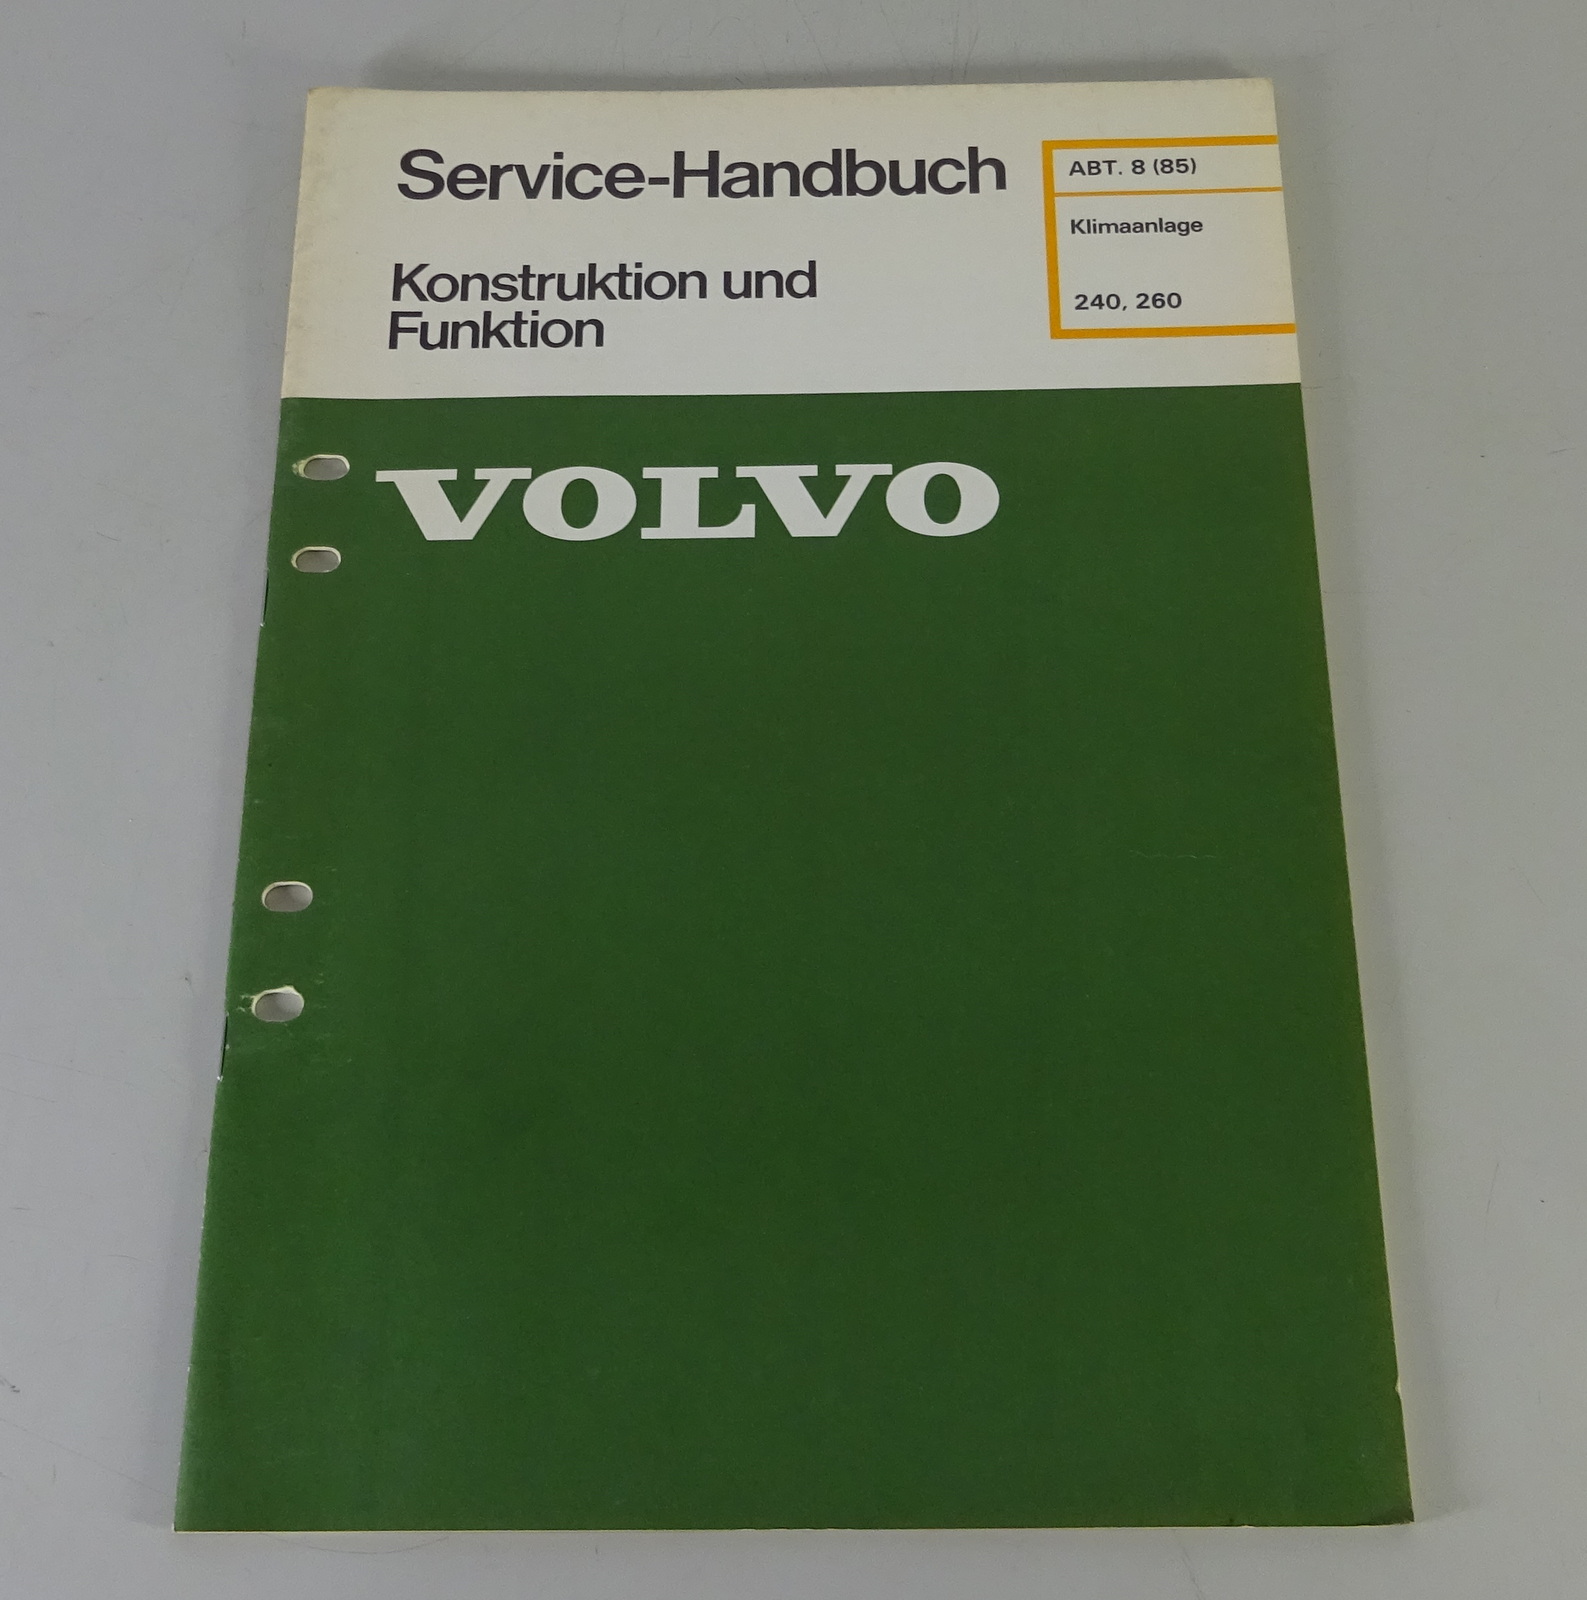 Service-Handbuch
Konstruktion und
Funktion
ABT. 8 (85)
Klimaanlage
240, 260
VOLVO